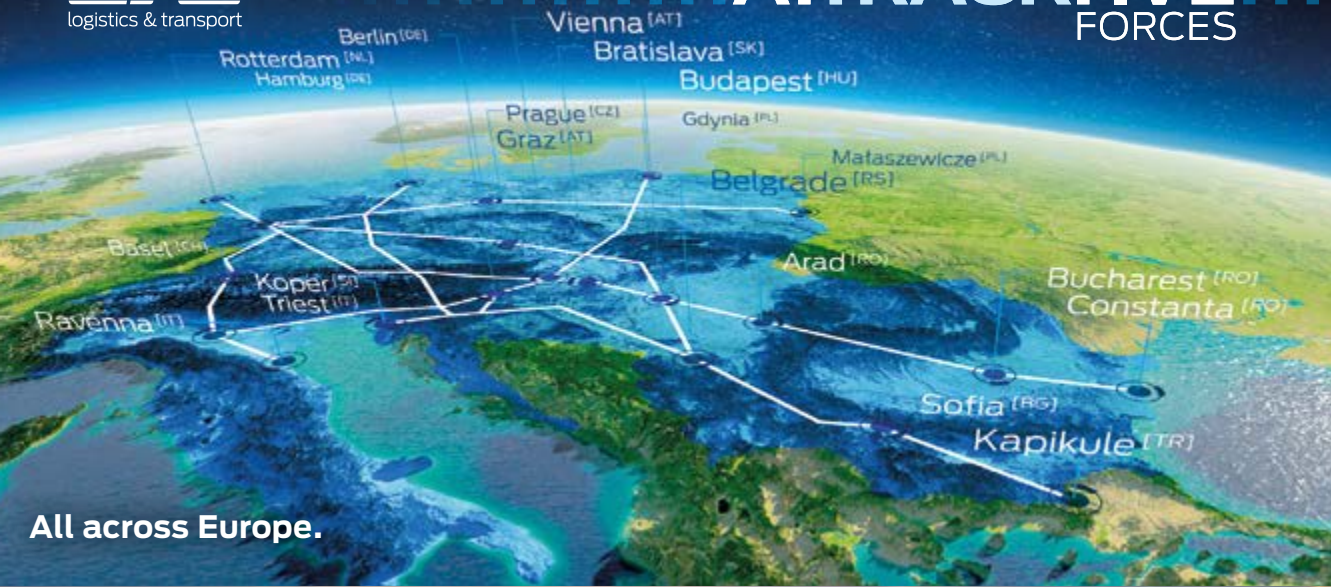 logistics & transport
FORCES
Vienna [AT]
Berlin [DE]
Bratislava [SK]
Rotterdam [NL]
Hamburg [DE]
Budapest [HU]
Prague [CZ]
Gdynia [PL]
Graz [AT]
Małaszewicze [PL]
Belgrade [RS]
Basel [CH]
Arad [RO]
Koper [SI]
Bucharest [RO]
Triest [IT]
Constanta [RO]
Ravenna [IT]
Sofia [BG]
Kapikule [TR]
All across Europe.